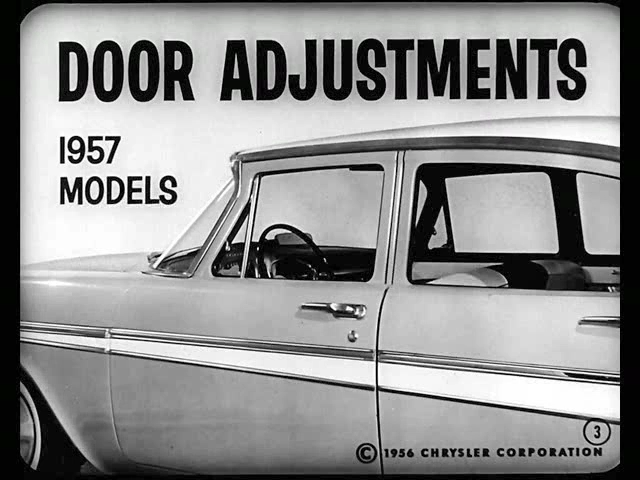 DOOR ADJUSTMENTS
1957
MODELS
3
© 1956 CHRYSLER CORPORATION